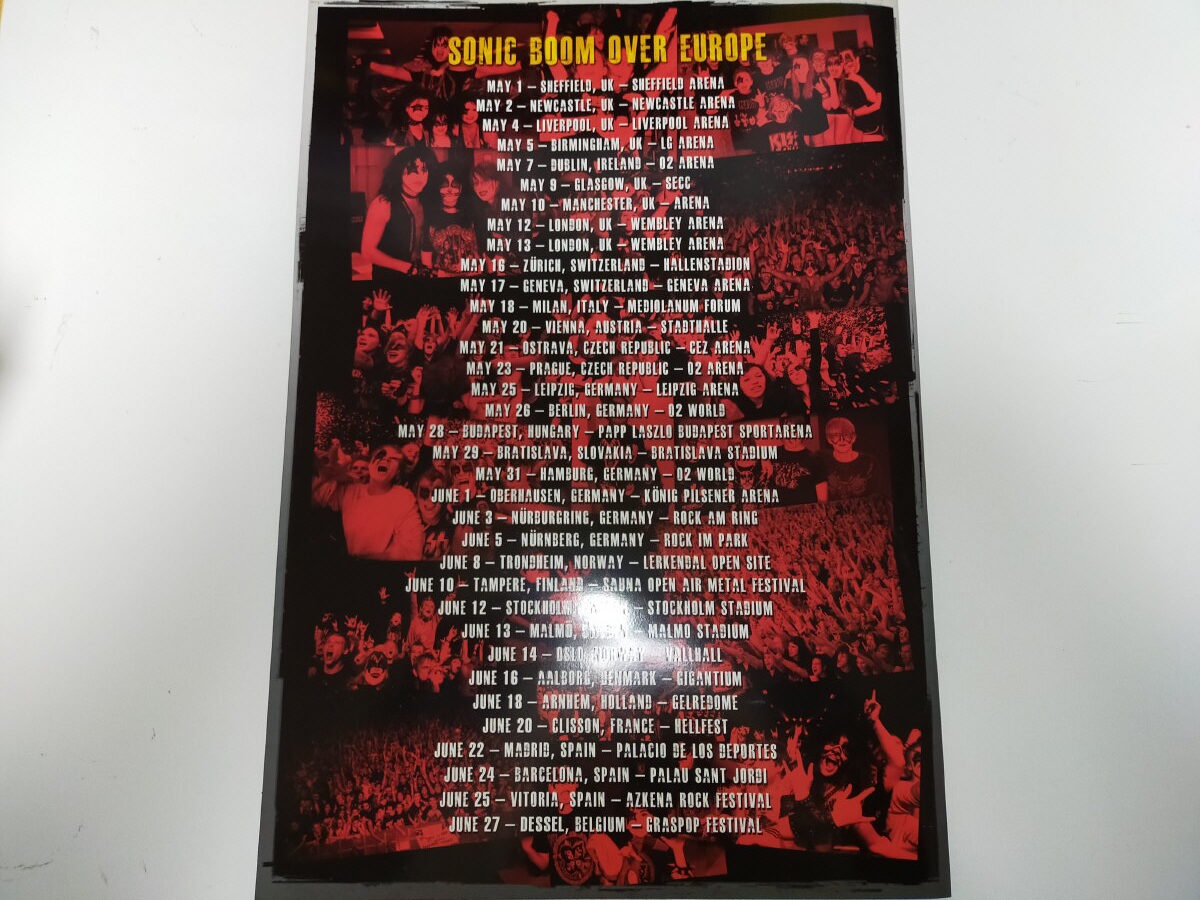 SONIC BOOM OVER EUROPE
MAY 1 – SHEFFIELD, UK – SHEFFIELD ARENA
MAY 2 – NEWCASTLE, UK – NEWCASTLE ARENA
MAY 4 – LIVERPOOL, UK – LIVERPOOL ARENA
MAY 5 – BIRMINGHAM, UK – LG ARENA
MAY 7 – DUBLIN, IRELAND – O2 ARENA
MAY 9 – GLASGOW, UK – SECC
MAY 10 – MANCHESTER, UK – ARENA
MAY 12 – LONDON, UK – WEMBLEY ARENA
MAY 13 – LONDON, UK – WEMBLEY ARENA
MAY 16 – ZÜRICH, SWITZERLAND – HALLENSTADION
MAY 17 – GENEVA, SWITZERLAND – GENEVA ARENA
MAY 18 – MILAN, ITALY – MEDIOLANUM FORUM
MAY 20 – VIENNA, AUSTRIA – STADTHALLE
MAY 21 – OSTRAVA, CZECH REPUBLIC – CEZ ARENA
MAY 23 – PRAGUE, CZECH REPUBLIC – O2 ARENA
MAY 25 – LEIPZIG, GERMANY – LEIPZIG ARENA
MAY 26 – BERLIN, GERMANY – O2 WORLD
MAY 28 – BUDAPEST, HUNGARY – PAPP LASZLO BUDAPEST SPORTARENA
MAY 29 – BRATISLAVA, SLOVAKIA – BRATISLAVA STADIUM
MAY 31 – HAMBURG, GERMANY – O2 WORLD
JUNE 1 – OBERHAUSEN, GERMANY – KÖNIG PILSENER ARENA
JUNE 3 – NÜRBURGRING, GERMANY – ROCK AM RING
JUNE 5 – NÜRNBERG, GERMANY – ROCK IM PARK
JUNE 8 – TRONDHEIM, NORWAY – LERKENDAL OPEN SITE
JUNE 10 – TAMPERE, FINLAND – SAUNA OPEN AIR METAL FESTIVAL
JUNE 12 – STOCKHOLM – STOCKHOLM STADIUM
JUNE 13 – MALMO, – MALMO STADIUM
JUNE 14 – OSLO, NORWAY – VALLHALL
JUNE 16 – AALBORG, DENMARK – GIGANTIUM
JUNE 18 – ARNHEM, HOLLAND – GELREDOME
JUNE 20 – CLISSON, FRANCE – HELLFEST
JUNE 22 – MADRID, SPAIN – PALACIO DE LOS DEPORTES
JUNE 24 – BARCELONA, SPAIN – PALAU SANT JORDI
JUNE 25 – VITORIA, SPAIN – AZKENA ROCK FESTIVAL
JUNE 27 – DESSEL, BELGIUM – GRASPOP FESTIVAL